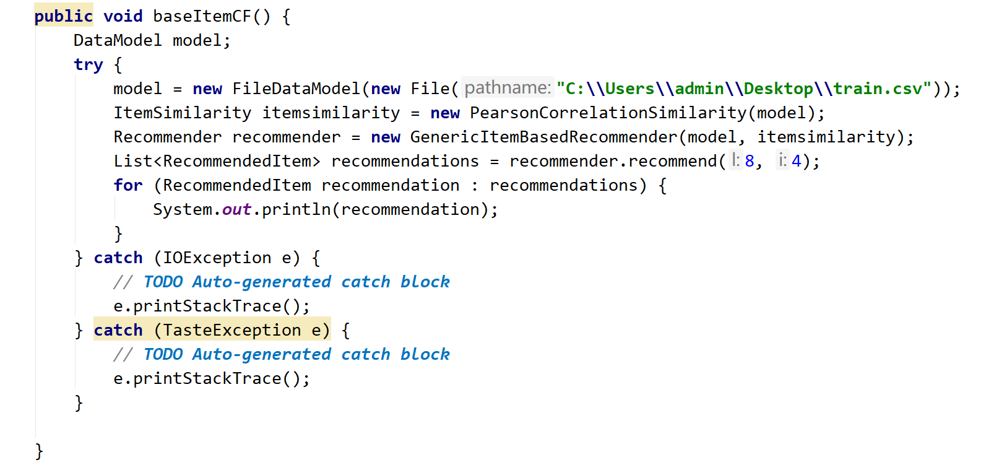 public void baseItemCF() {
    DataModel model;
    try {
        model = new FileDataModel(new File( pathname: "C:\\Users\\admin\\Desktop\\train.csv"));
        ItemSimilarity itemsimilarity = new PearsonCorrelationSimilarity(model);
        Recommender recommender = new GenericItemBasedRecommender(model, itemsimilarity);
        List<RecommendedItem> recommendations = recommender.recommend( l: 8, i: 4);
        for (RecommendedItem recommendation : recommendations) {
            System.out.println(recommendation);
        }
    } catch (IOException e) {
        // TODO Auto-generated catch block
        e.printStackTrace();
    } catch (TasteException e) {
        // TODO Auto-generated catch block
        e.printStackTrace();
    }
}